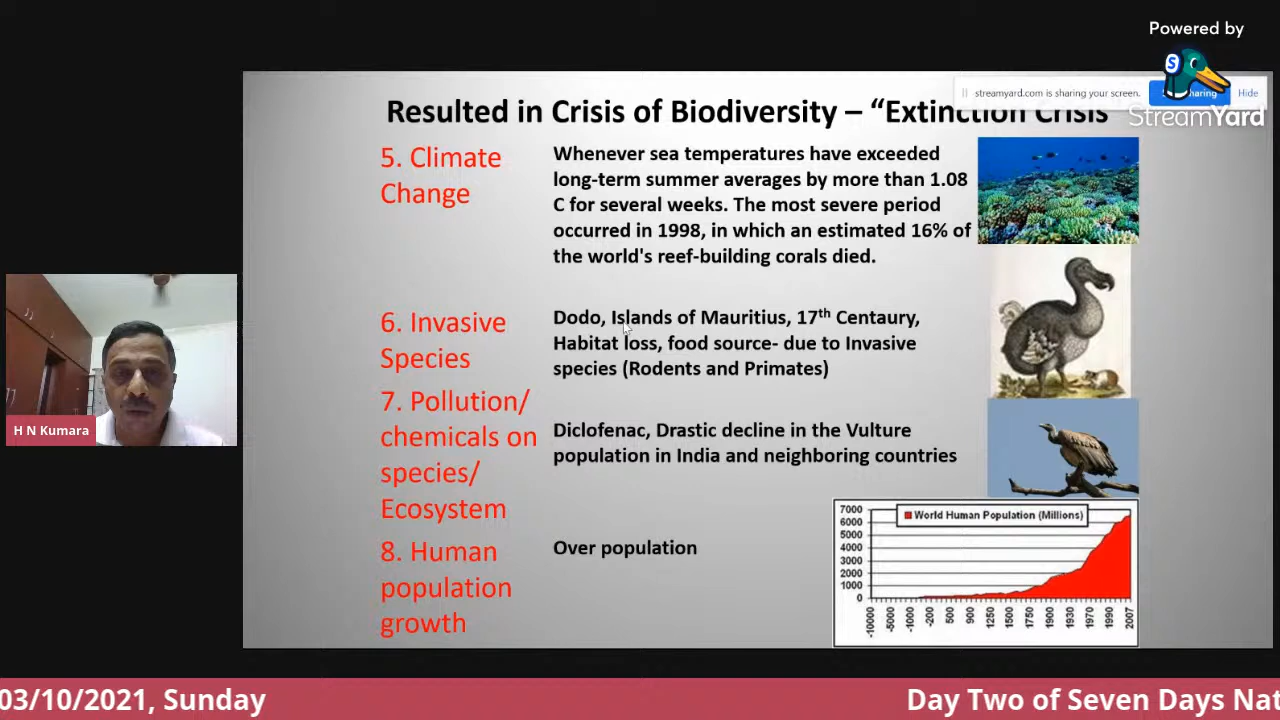 Powered by
StreamYard
streamyard.com is sharing your screen.
haring
Hide
Resulted in Crisis of Biodiversity – “Extinction Crisis
5. Climate
Change
Whenever sea temperatures have exceeded
long-term summer averages by more than 1.08
C for several weeks. The most severe period
occurred in 1998, in which an estimated 16% of
the world's reef-building corals died.
6. Invasive
Species
Dodo, Islands of Mauritius, 17th Centaury,
Habitat loss, food source- due to Invasive
species (Rodents and Primates)
7. Pollution/
chemicals on
species/
Ecosystem
Diclofenac, Drastic decline in the Vulture
population in India and neighboring countries
8. Human
population
growth
Over population
World Human Population (Millions)
7000
6000
5000
4000
3000
2000
1000
0
-10000
-5000
-1000
-200
500
900
1250
1500
1750
1900
1930
1970
1990
2007
H N Kumara
03/10/2021, Sunday
Day Two of Seven Days Nat